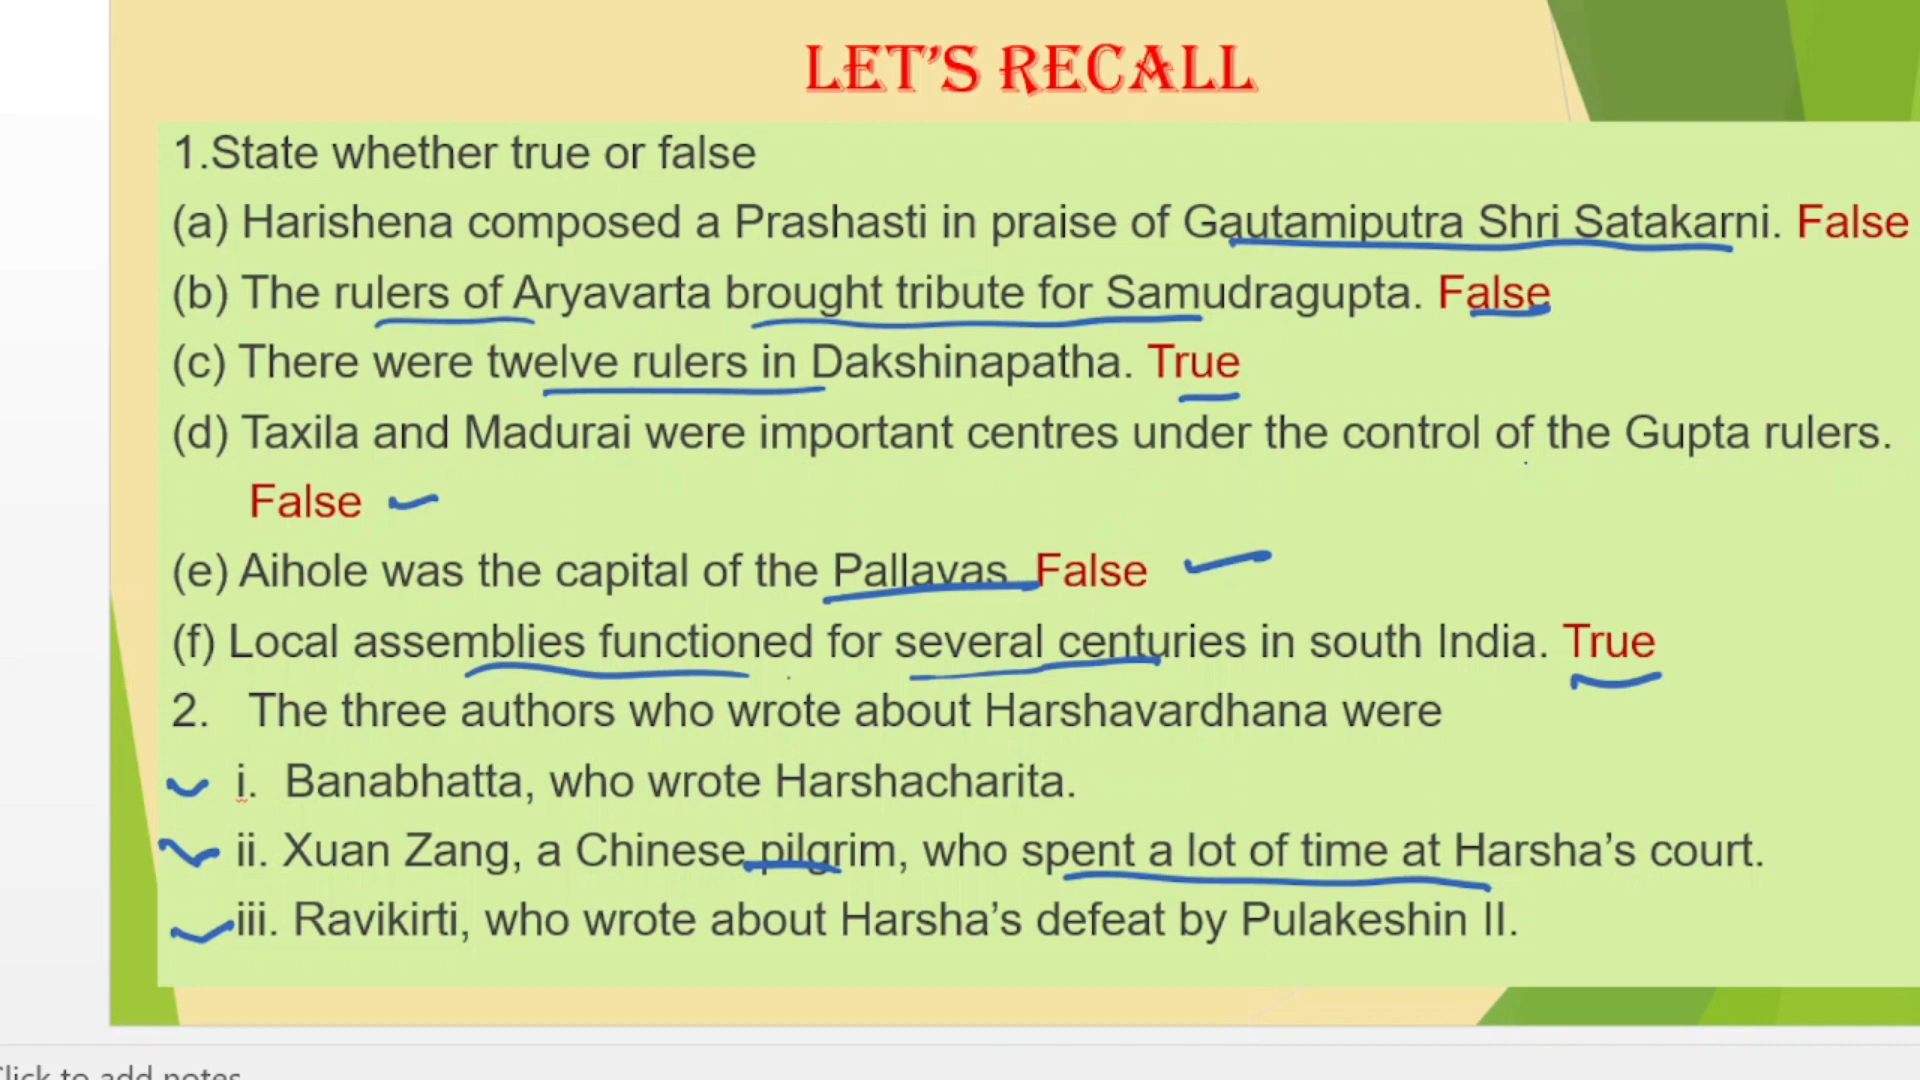 LET'S RECALL
1.State whether true or false
(a) Harishena composed a Prashasti in praise of Gautamiputra Shri Satakarni. False
(b) The rulers of Aryavarta brought tribute for Samudragupta. False
(c) There were twelve rulers in Dakshinapatha. True
(d) Taxila and Madurai were important centres under the control of the Gupta rulers.
False
(e) Aihole was the capital of the Pallavas False
(f) Local assemblies functioned for several centuries in south India. True
2. The three authors who wrote about Harshavardhana were
i. Banabhatta, who wrote Harshacharita.
ii. Xuan Zang, a Chinese pilgrim, who spent a lot of time at Harsha's court.
iii. Ravikirti, who wrote about Harsha's defeat by Pulakeshin II.
Click to add notes